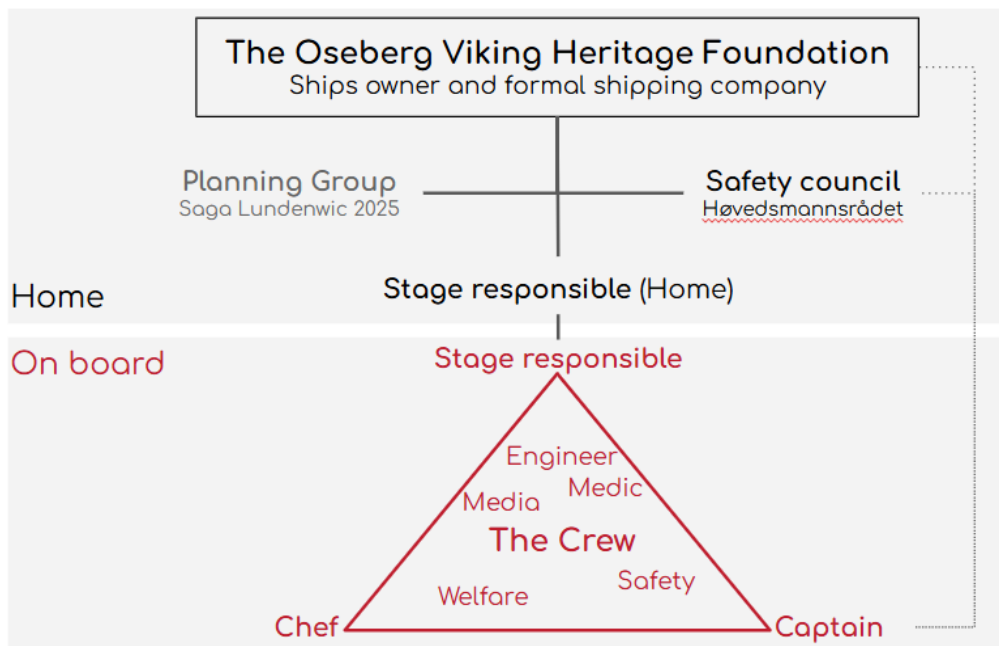 The Oseberg Viking Heritage Foundation
Ships owner and formal shipping company
Planning Group
Saga Lundenwic 2025
Safety council
Høvedsmannsrådet
Home
Stage responsible (Home)
On board
Stage responsible
Engineer
Medic
Media
The Crew
Safety
Welfare
Chef
Captain